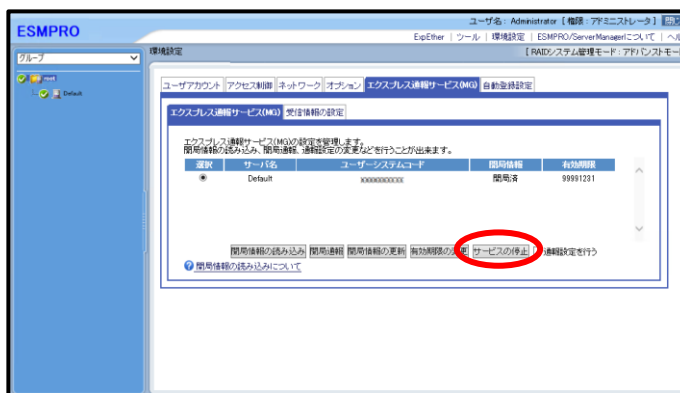 ユーザ名: Administrator [ 権限 : アドミニストレータ ]
ESMPRO
ExpEther | ツール | 環境設定 | ESMPRO/ServerManagerについて | ヘル
グループ
環境設定
[ RAIDシステム管理モード : アドバンストモー
root
Default
ユーザアカウント アクセス制御 ネットワーク オプション エクスプレス通報サービス(MG) 自動登録設定
エクスプレス通報サービス(MG) 受信情報の設定
エクスプレス通報サービス(MG)の設定を管理します。
開局情報の読み込み、開局通報、通報設定の変更などを行うことが出来ます。
選択 サーバ名 ユーザーシステムコード 開局情報 有効期限
Default xxxxxxxxxxx 開局済 99991231
開局情報の読み込み 開局通報 開局情報の更新 有効期限の変更 サービスの停止 通報設定を行う
開局情報の読み込みについて